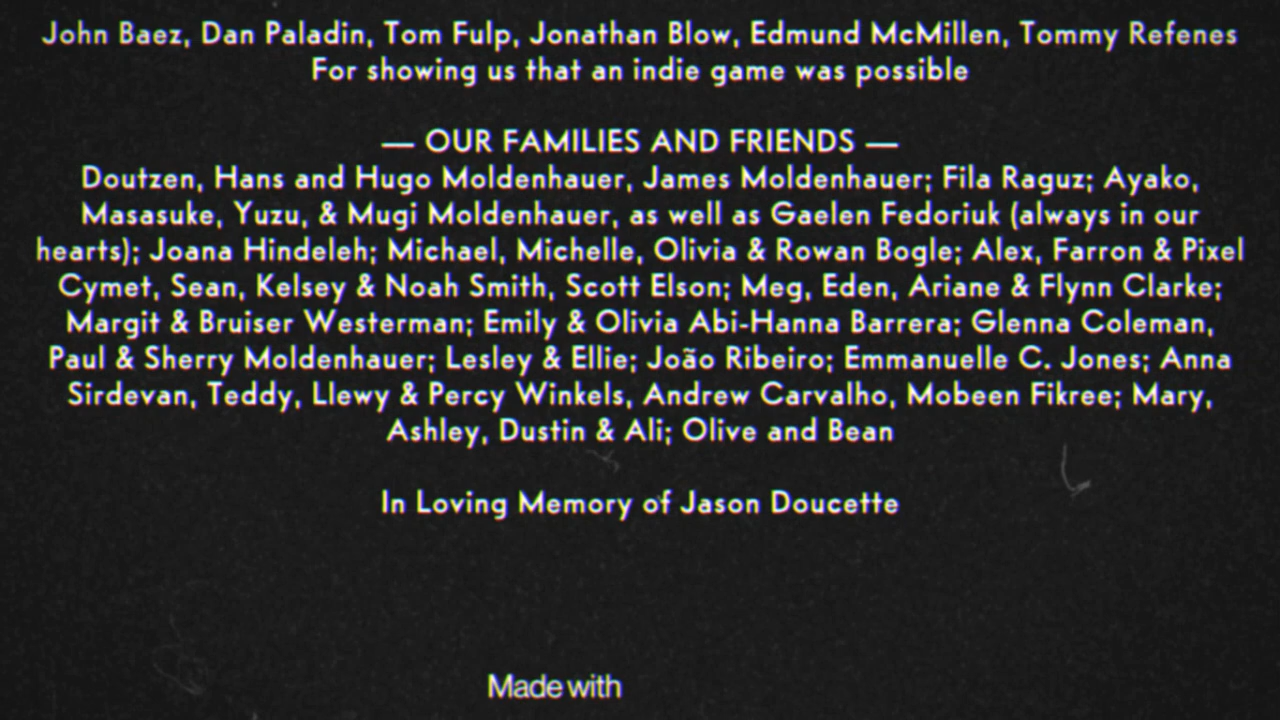 John Baez, Dan Paladin, Tom Fulp, Jonathan Blow, Edmund McMillen, Tommy Refenes
For showing us that an indie game was possible
— OUR FAMILIES AND FRIENDS —
Doutzen, Hans and Hugo Moldenhauer, James Moldenhauer; Fila Raguz; Ayako,
Masasuke, Yuzu, & Mugi Moldenhauer, as well as Gaelen Fedoriuk (always in our
hearts); Joana Hindeleh; Michael, Michelle, Olivia & Rowan Bogle; Alex, Farron & Pixel
Cymet, Sean, Kelsey & Noah Smith, Scott Elson; Meg, Eden, Ariane & Flynn Clarke;
Margit & Bruiser Westerman; Emily & Olivia Abi-Hanna Barrera; Glenna Coleman,
Paul & Sherry Moldenhauer; Lesley & Ellie; João Ribeiro; Emmanuelle C. Jones; Anna
Sirdevan, Teddy, Llewy & Percy Winkels, Andrew Carvalho, Mobeen Fikree; Mary,
Ashley, Dustin & Ali; Olive and Bean
In Loving Memory of Jason Doucette
Made with